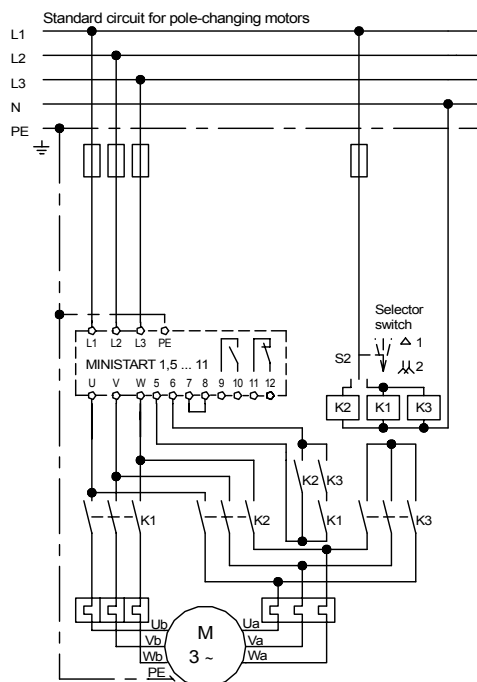 Standard circuit for pole-changing motors
L1
L2
L3
N
PE
L1 L2 L3 PE
MINISTART 1,5 ... 11
U V W 5 6 7 8 9 10 11 12
Selector
switch
1
S2
2
K2 K1 K3
K2 K3
K1 K2 K1 K3
Ub Ua
M
Vb Va
3 ~
Wb Wa
PE